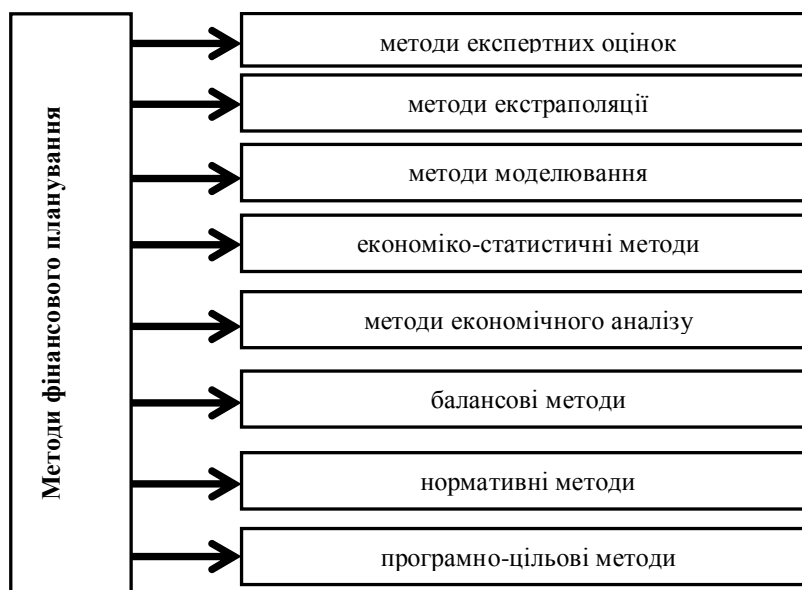 Методи фінансового планування
методи експертних оцінок
методи екстраполяції
методи моделювання
економіко-статистичні методи
методи економічного аналізу
балансові методи
нормативні методи
програмно-цільові методи